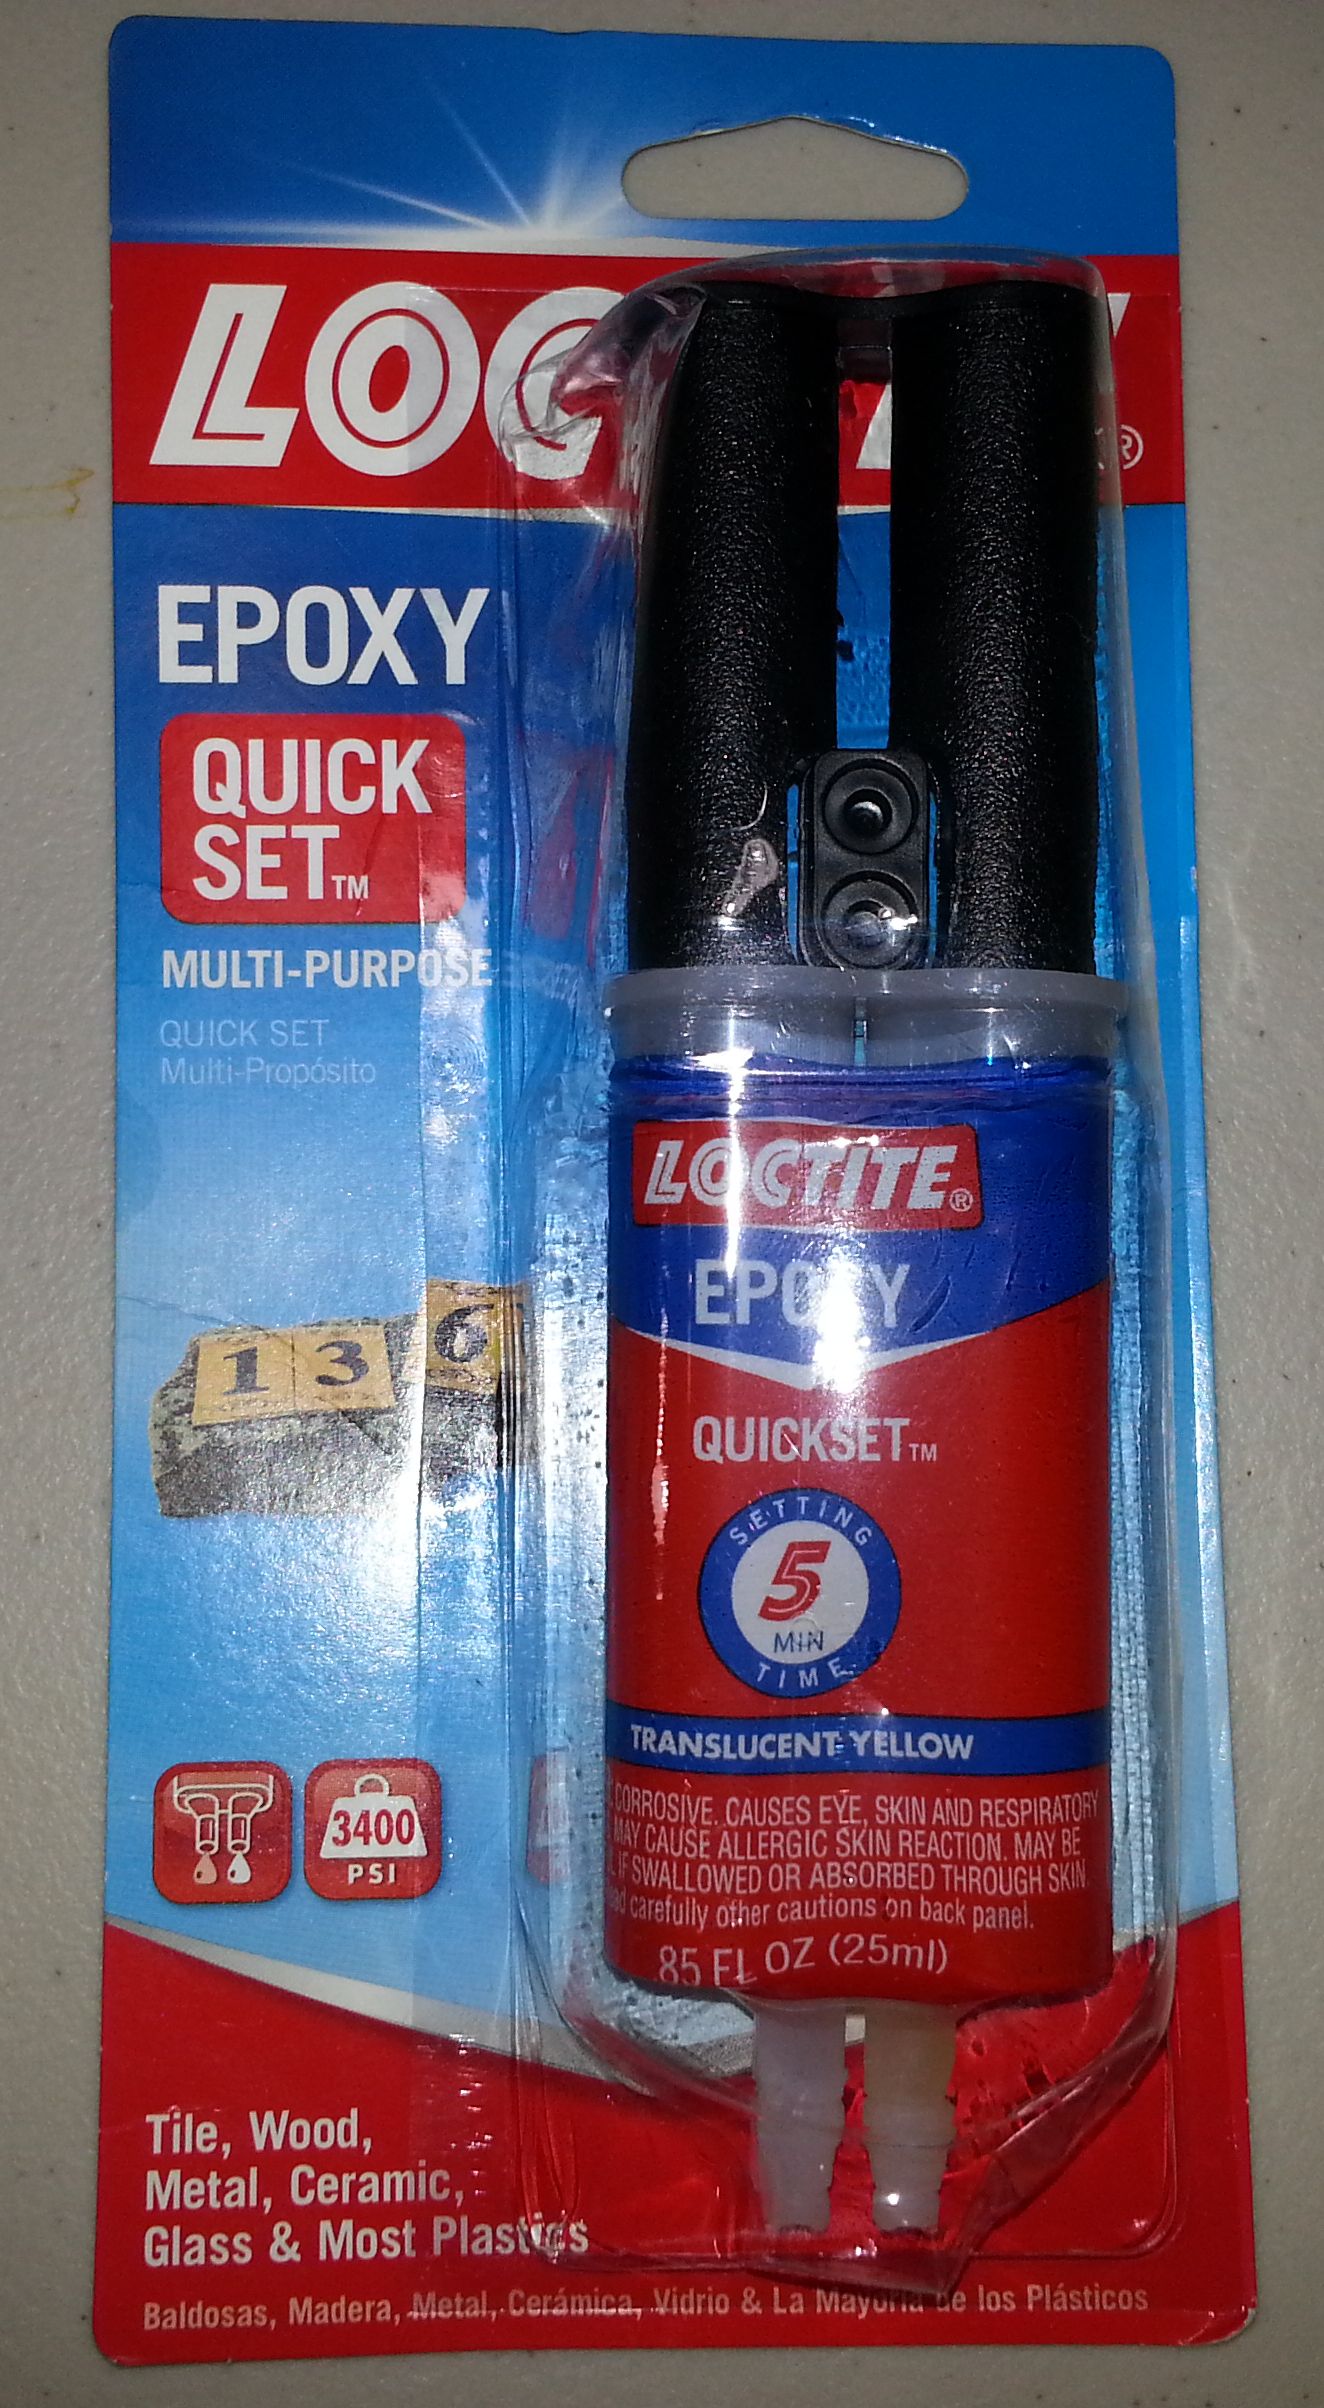 LOC
®
EPOXY
QUICK
SET™
MULTI-PURPOSE
QUICK SET
Multi-Propósito
1 3 6
3400
PSI
Tile, Wood,
Metal, Ceramic,
Glass & Most Plastics
Baldosas, Madera, Metal, Cerámica, Vidrio & La Mayoría de los Plásticos
LOCTITE®
EPOXY
QUICKSET™
SETTING
5
MIN
TIME
TRANSLUCENT YELLOW
CORROSIVE. CAUSES EYE, SKIN AND RESPIRATORY
MAY CAUSE ALLERGIC SKIN REACTION. MAY BE
IF SWALLOWED OR ABSORBED THROUGH SKIN.
carefully other cautions on back panel.
85 FL OZ (25ml)